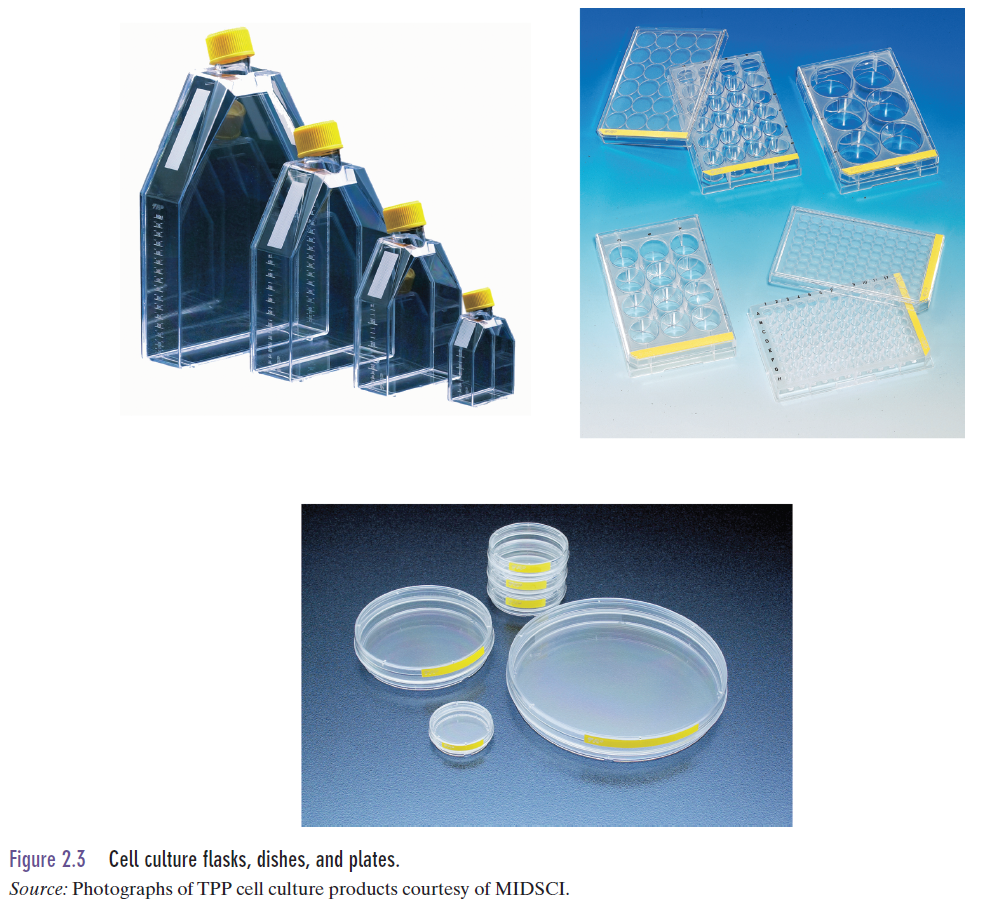 Figure 2.3 Cell culture flasks, dishes, and plates.
Source: Photographs of TPP cell culture products courtesy of MIDSCI.